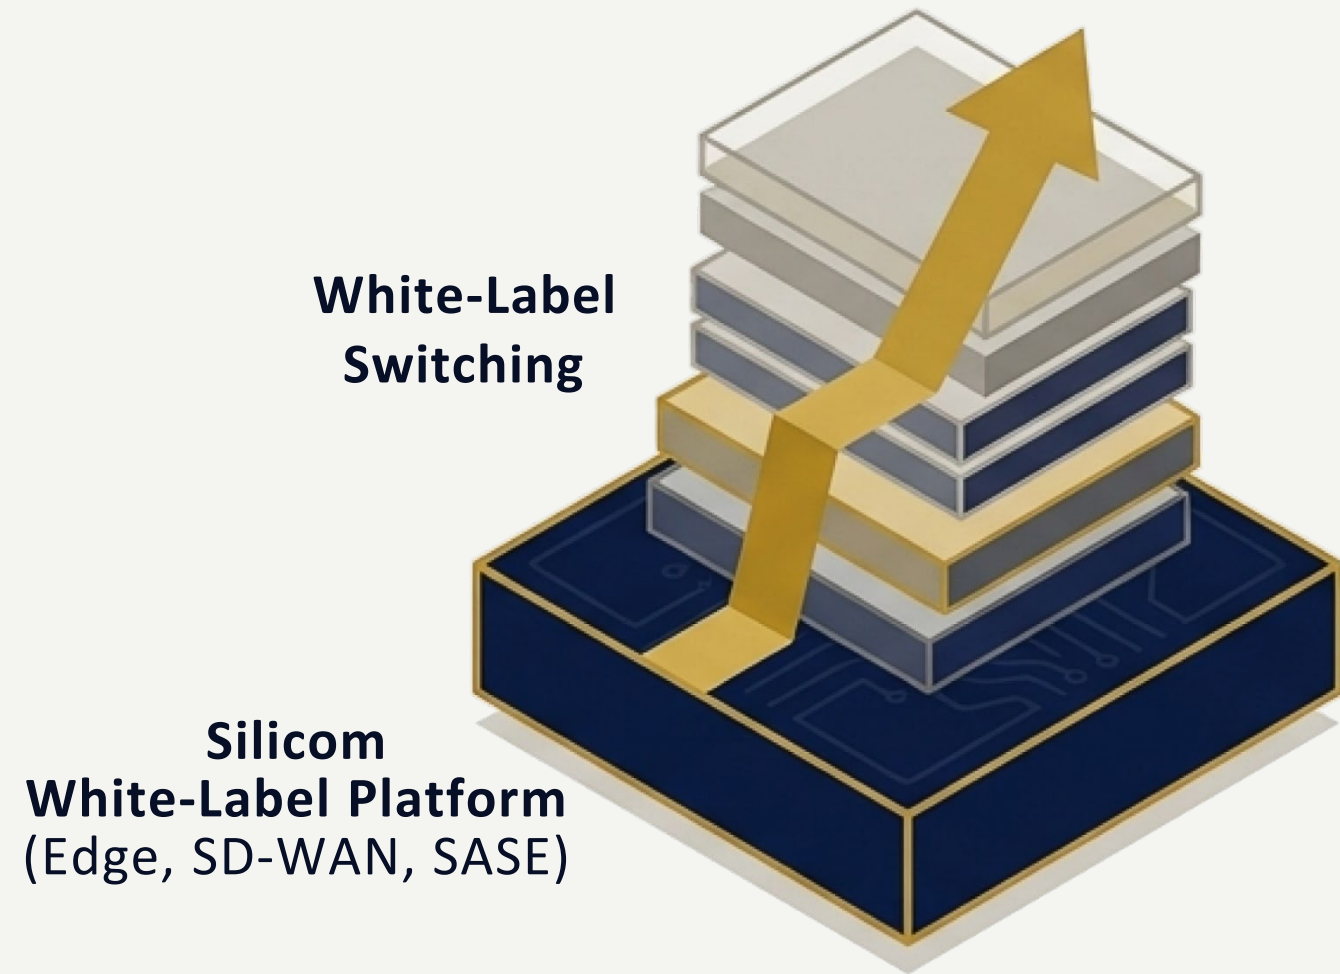 White-Label
Switching
Silicom
White-Label Platform
(Edge, SD-WAN, SASE)